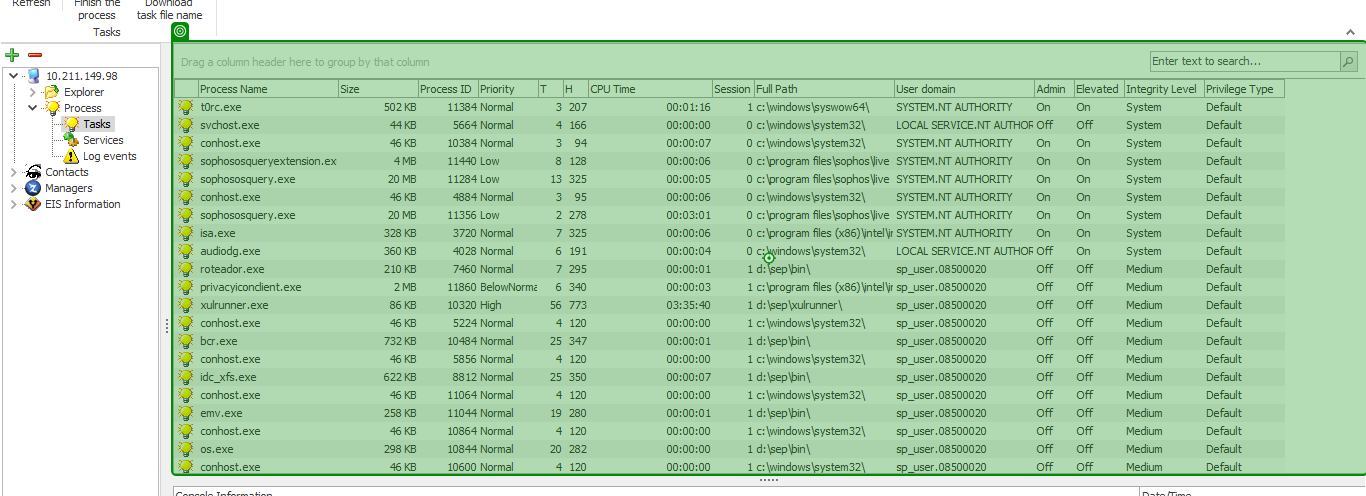 Refresh Finish the process Download task file name
Tasks
10.211.149.98
Explorer
Process
Tasks
Services
Log events
Contacts
Managers
EIS Information
Drag a column header here to group by that column
Enter text to search...
Process Name Size Process ID Priority T H CPU Time Session Full Path User domain Admin Elevated Integrity Level Privilege Type
t0rc.exe 502 KB 11384 Normal 3 207 00:01:16 1 c:\windows\syswow64\ SYSTEM.NT AUTHORITY On On System Default
svchost.exe 44 KB 5664 Normal 4 166 00:00:00 0 c:\windows\system32\ LOCAL SERVICE.NT AUTHOR Off Off System Default
conhost.exe 46 KB 10384 Normal 3 94 00:00:07 0 c:\windows\system32\ SYSTEM.NT AUTHORITY On On System Default
sophososqueryextension.ex 4 MB 11440 Low 8 128 00:00:06 0 c:\program files\sophos\live SYSTEM.NT AUTHORITY On On System Default
sophososquery.exe 20 MB 11284 Low 13 325 00:00:05 0 c:\program files\sophos\live SYSTEM.NT AUTHORITY On On System Default
conhost.exe 46 KB 4884 Normal 3 95 00:00:06 0 c:\windows\system32\ SYSTEM.NT AUTHORITY On On System Default
sophososquery.exe 20 MB 11356 Low 2 278 00:03:01 0 c:\program files\sophos\live SYSTEM.NT AUTHORITY On On System Default
isa.exe 328 KB 3720 Normal 7 325 00:00:06 0 c:\program files (x86)\intel\ir SYSTEM.NT AUTHORITY On On System Default
audiodg.exe 360 KB 4028 Normal 6 191 00:00:04 0 c:\windows\system32\ LOCAL SERVICE.NT AUTHOR Off On System Default
roteador.exe 210 KB 7460 Normal 7 295 00:00:01 1 d:\sep\bin\ sp_user.08500020 Off Off Medium Default
privacyiconclient.exe 2 MB 11860 BelowNorma 6 340 00:00:03 1 c:\program files (x86)\intel\ir sp_user.08500020 Off Off Medium Default
xulrunner.exe 86 KB 10320 High 56 773 03:35:40 1 d:\sep\xulrunner\ sp_user.08500020 Off Off Medium Default
conhost.exe 46 KB 5224 Normal 4 120 00:00:00 1 c:\windows\system32\ sp_user.08500020 Off Off Medium Default
bcr.exe 732 KB 10484 Normal 25 347 00:00:01 1 d:\sep\bin\ sp_user.08500020 Off Off Medium Default
conhost.exe 46 KB 5856 Normal 4 120 00:00:00 1 c:\windows\system32\ sp_user.08500020 Off Off Medium Default
idc_xfs.exe 622 KB 8812 Normal 25 350 00:00:07 1 d:\sep\bin\ sp_user.08500020 Off Off Medium Default
conhost.exe 46 KB 11064 Normal 4 120 00:00:00 1 c:\windows\system32\ sp_user.08500020 Off Off Medium Default
emv.exe 258 KB 11044 Normal 19 280 00:00:01 1 d:\sep\bin\ sp_user.08500020 Off Off Medium Default
conhost.exe 46 KB 10864 Normal 4 120 00:00:00 1 c:\windows\system32\ sp_user.08500020 Off Off Medium Default
os.exe 298 KB 10844 Normal 20 282 00:00:00 1 d:\sep\bin\ sp_user.08500020 Off Off Medium Default
conhost.exe 46 KB 10600 Normal 4 120 00:00:00 1 c:\windows\system32\ sp_user.08500020 Off Off Medium Default
Console Information Date/Time